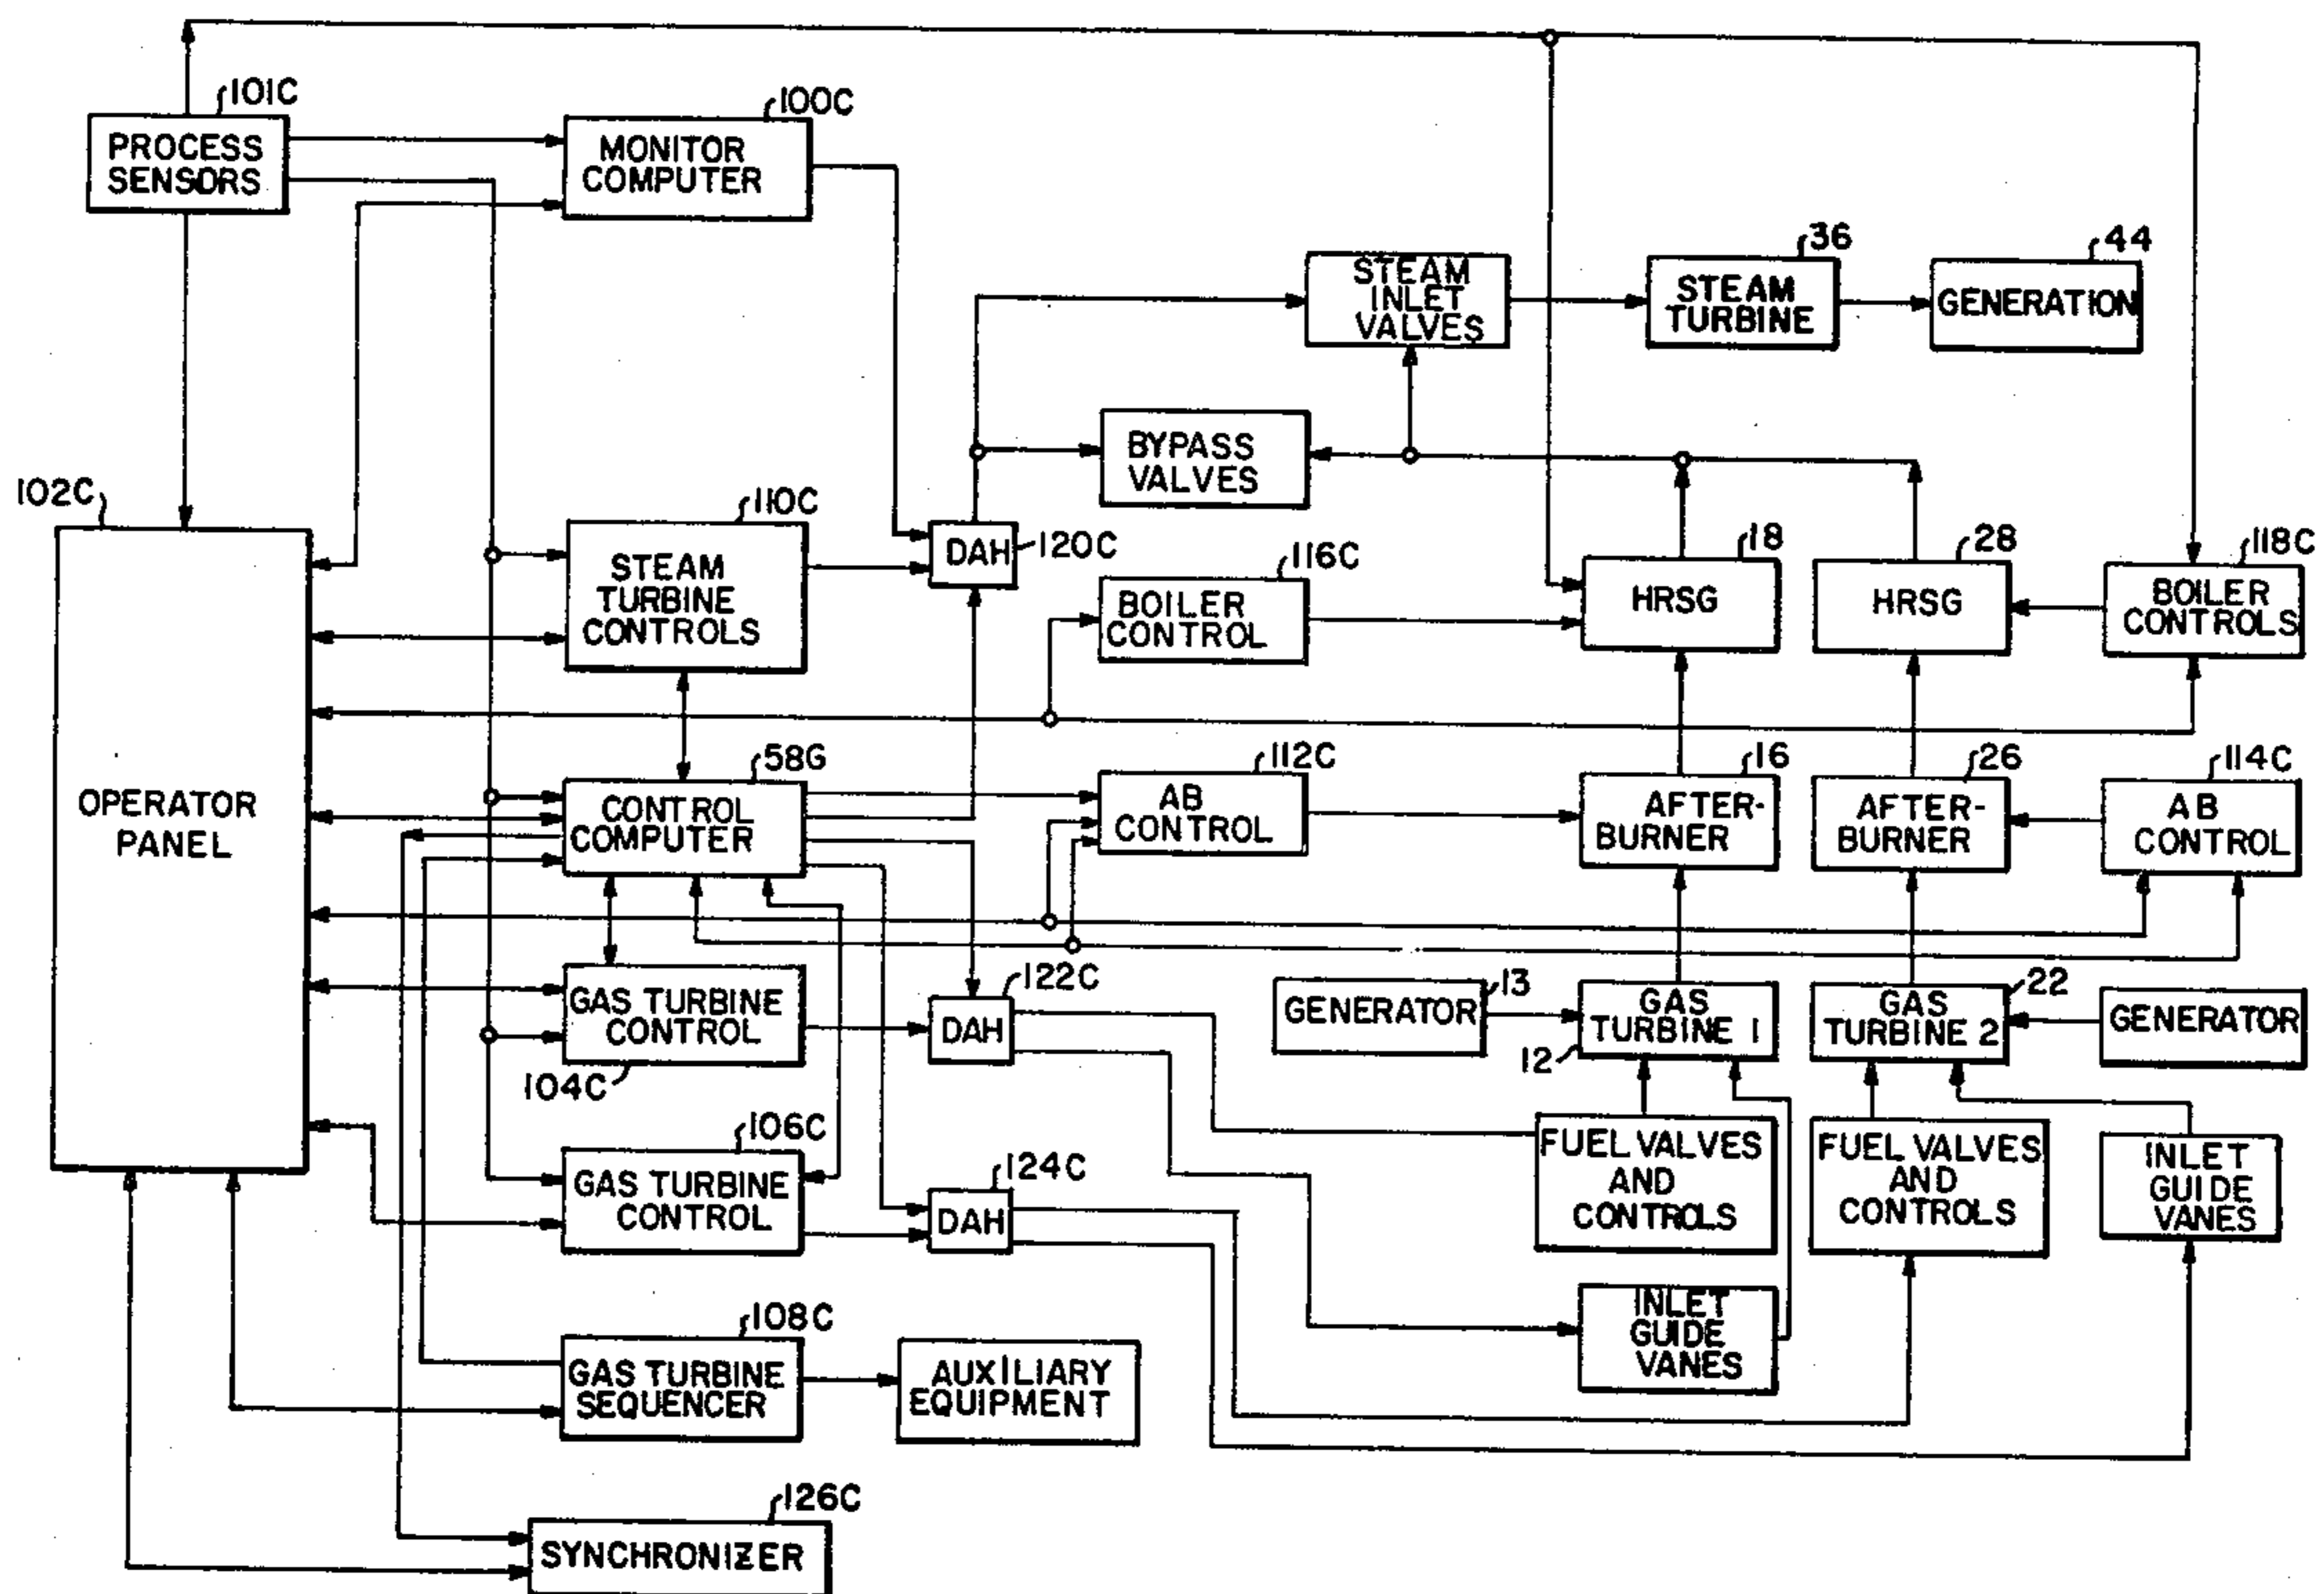 101C
PROCESS
SENSORS
100C
MONITOR
COMPUTER
STEAM
INLET
VALVES
36
STEAM
TURBINE
44
GENERATION
BYPASS
VALVES
102C
OPERATOR
PANEL
110C
STEAM
TURBINE
CONTROLS
DAH
120C
116C
BOILER
CONTROL
18
HRSG
28
HRSG
118C
BOILER
CONTROLS
58G
CONTROL
COMPUTER
112C
AB
CONTROL
16
AFTER-
BURNER
26
AFTER-
BURNER
114C
AB
CONTROL
GAS TURBINE
CONTROL
104C
122C
DAH
GENERATOR
13
GAS
TURBINE 1
12
GAS
TURBINE 2
22
GENERATOR
106C
GAS TURBINE
CONTROL
124C
DAH
FUEL VALVES
AND
CONTROLS
FUEL VALVES
AND
CONTROLS
INLET
GUIDE
VANES
INLET
GUIDE
VANES
108C
GAS TURBINE
SEQUENCER
AUXILIARY
EQUIPMENT
126C
SYNCHRONIZER